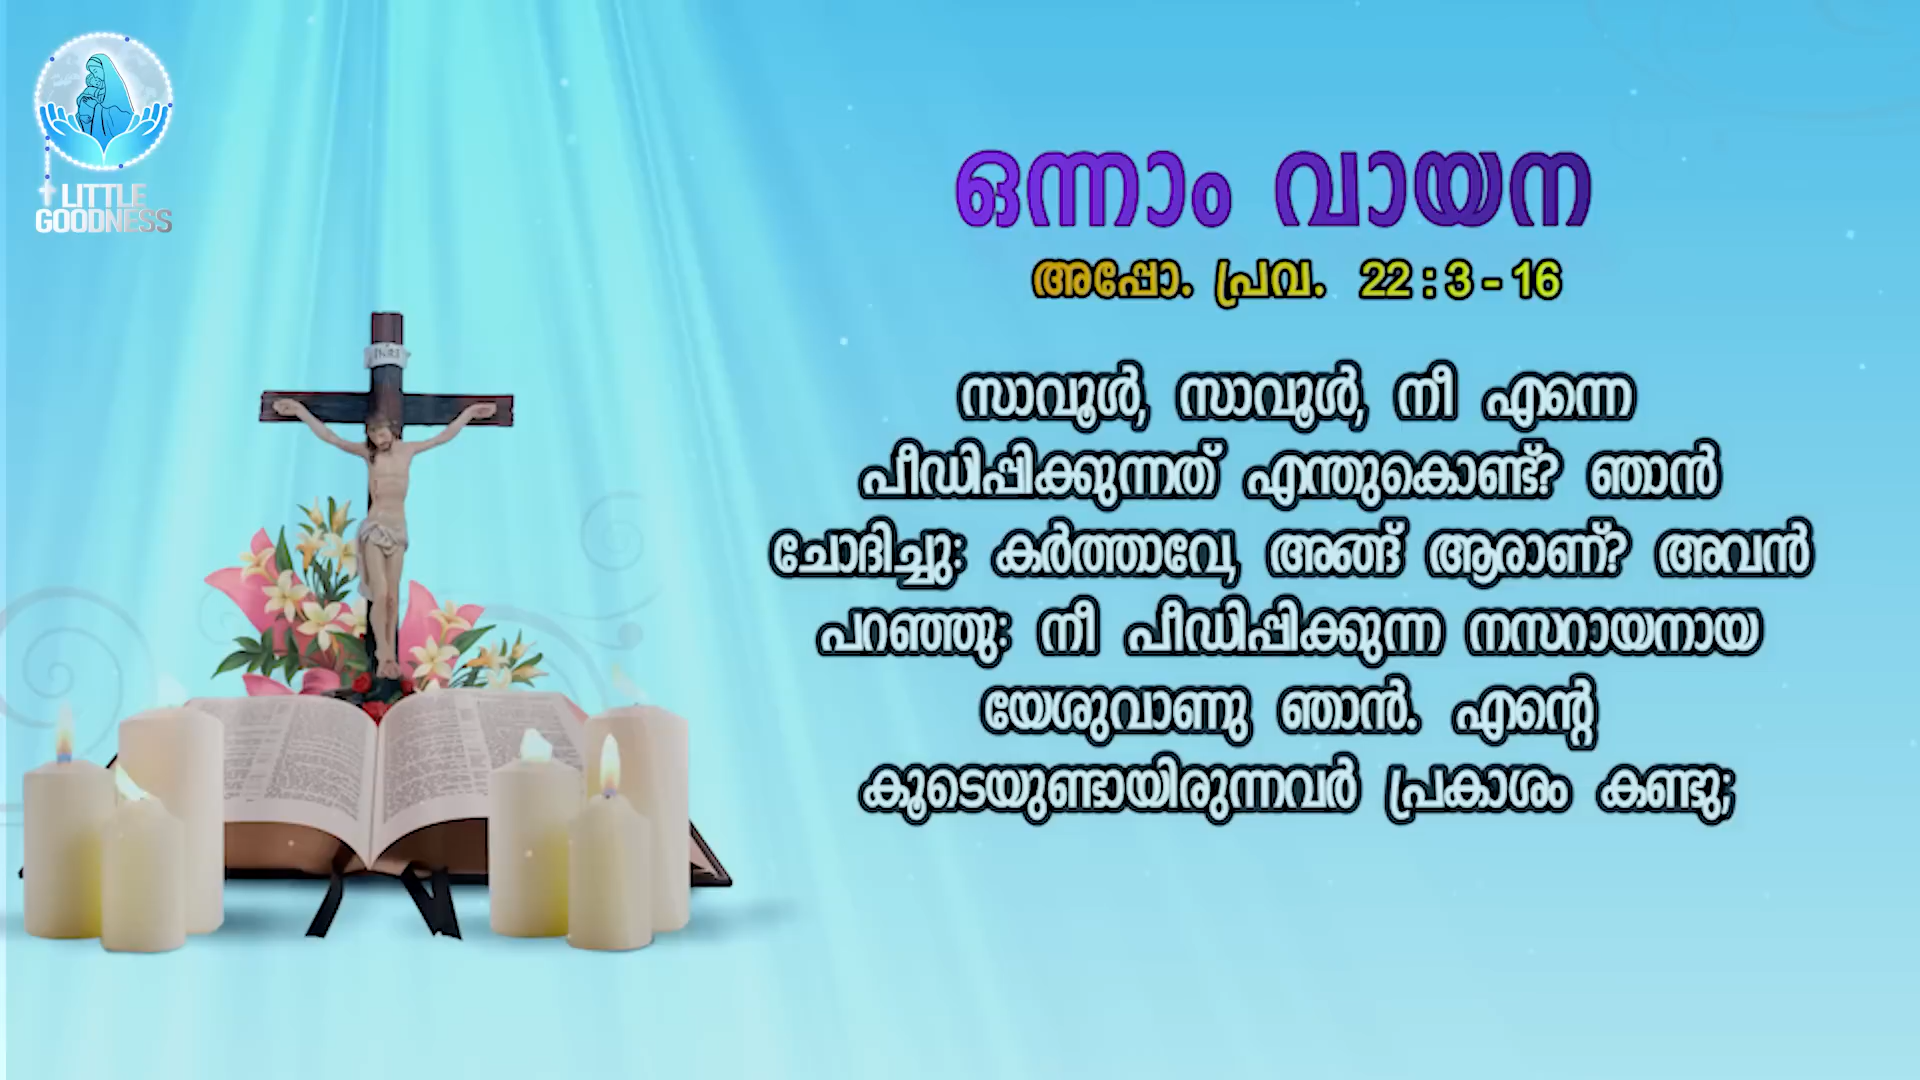 LITTLE
GOODNESS
ഒന്നാം വായന
അപ്പോ. പ്രവ. 22 : 3 - 16
INRI
സാവൂൾ, സാവൂൾ, നീ എന്നെ
പീഡിപ്പിക്കുന്നത് എന്തുകൊണ്ട്? ഞാൻ
ചോദിച്ചു: കർത്താവേ, അങ്ങ് ആരാണ്? അവൻ
പറഞ്ഞു: നീ പീഡിപ്പിക്കുന്ന നസറായനായ
യേശുവാണു ഞാൻ. എന്റെ
കൂടെയുണ്ടായിരുന്നവർ പ്രകാശം കണ്ടു;